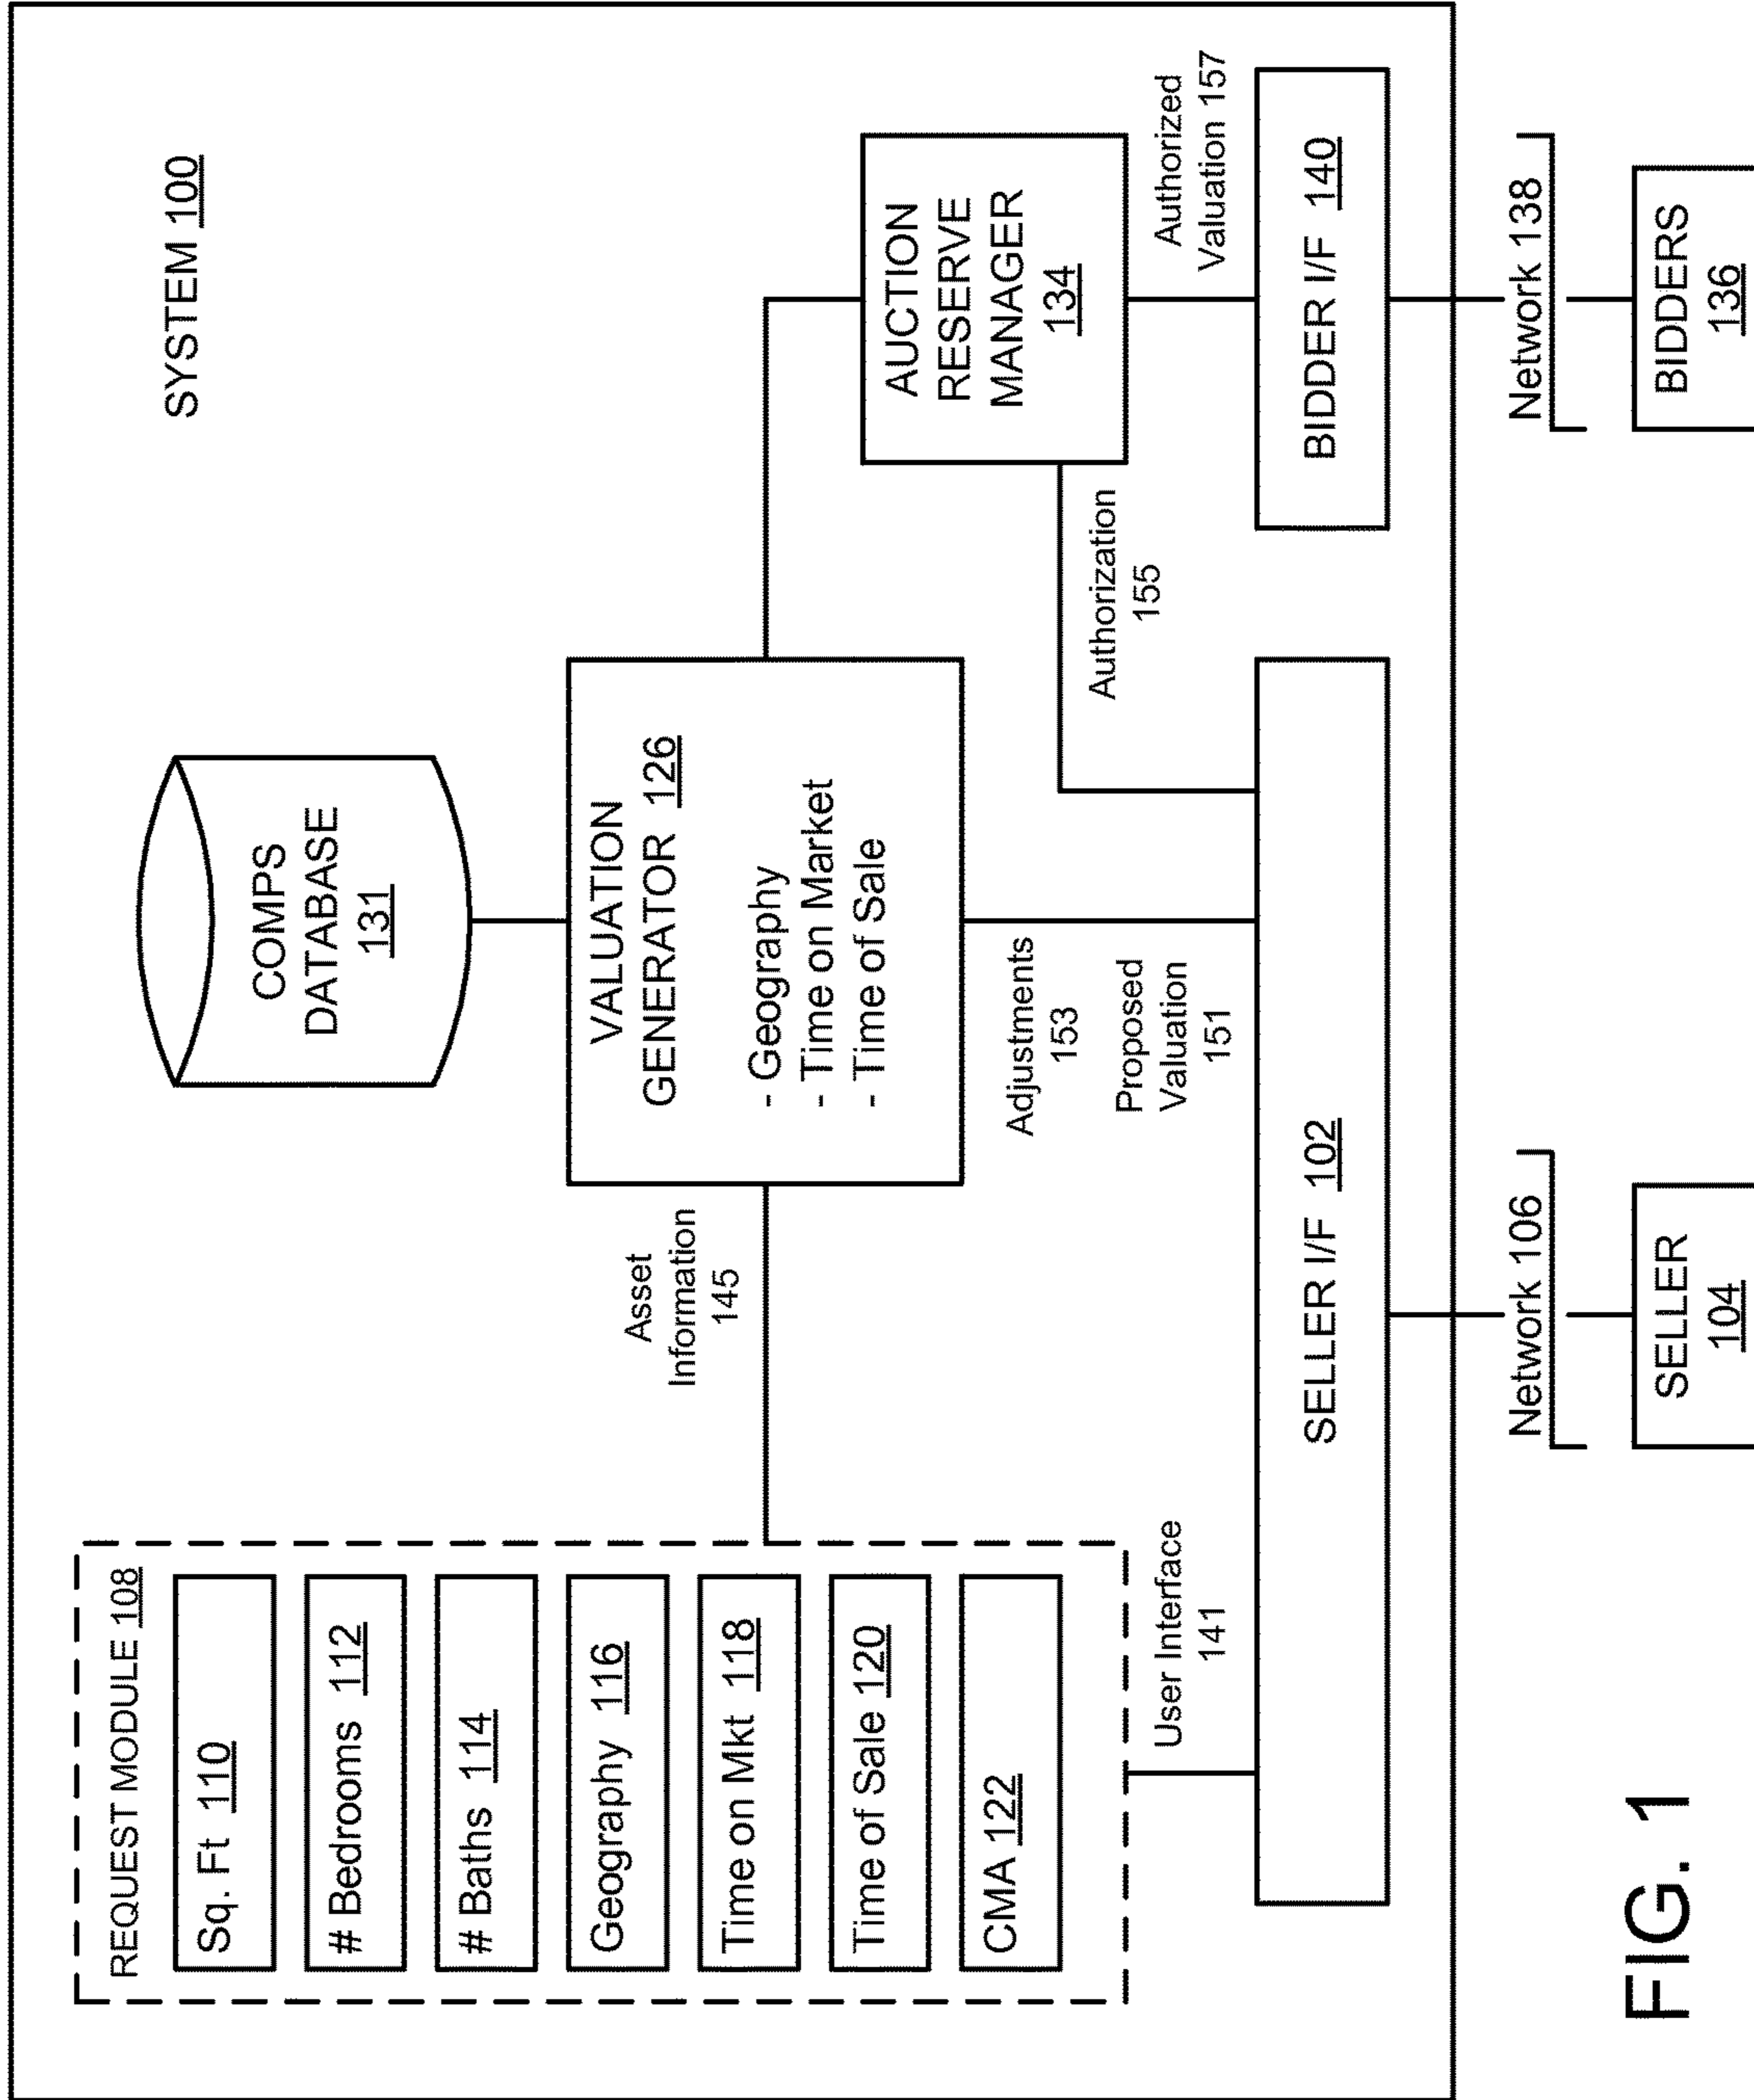 SYSTEM 100
REQUEST MODULE 108
Sq. Ft 110
# Bedrooms 112
# Baths 114
Geography 116
Time on Mkt 118
Time of Sale 120
CMA 122
Asset
Information
145
COMPS
DATABASE
131
VALUATION
GENERATOR 126
- Geography
- Time on Market
- Time of Sale
AUCTION
RESERVE
MANAGER
134
User Interface
141
Adjustments
153
Proposed
Valuation
151
Authorization
155
Authorized
Valuation 157
SELLER I/F 102
BIDDER I/F 140
Network 106
Network 138
SELLER
104
BIDDERS
136
FIG. 1